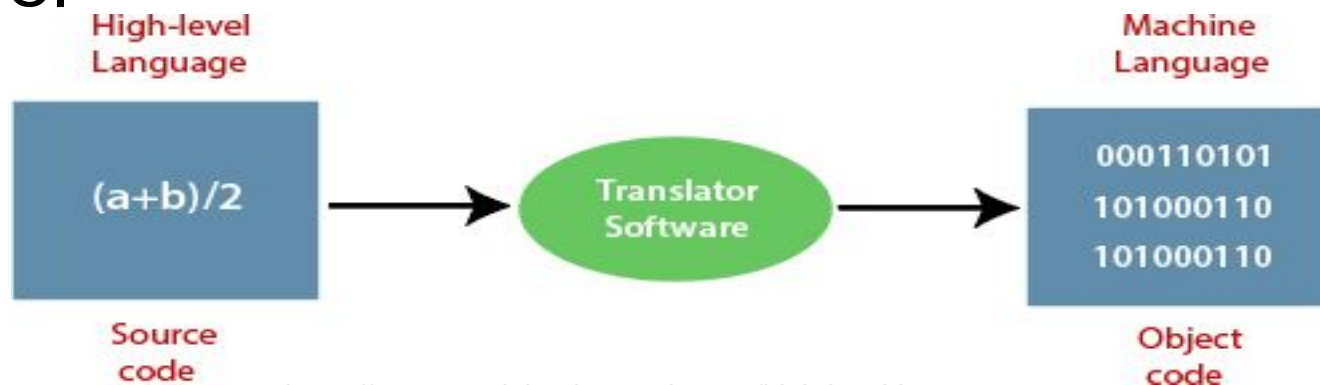 High-level
Language
(a+b)/2
Source
code
Translator
Software
Machine
Language
000110101
101000110
101000110
Object
code